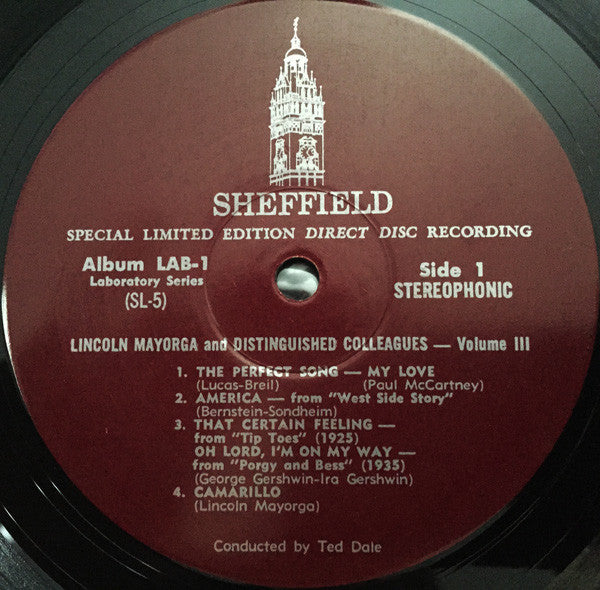 SHEFFIELD
SPECIAL LIMITED EDITION DIRECT DISC RECORDING
Album LAB-1
Laboratory Series
(SL-5)
Side 1
STEREOPHONIC
LINCOLN MAYORGA and DISTINGUISHED COLLEAGUES — Volume III
1. THE PERFECT SONG — MY LOVE
(Lucas-Breil) (Paul McCartney)
2. AMERICA — from "West Side Story"
(Bernstein-Sondheim)
3. THAT CERTAIN FEELING —
from "Tip Toes" (1925)
OH LORD, I'M ON MY WAY —
from "Porgy and Bess" (1935)
(George Gershwin-Ira Gershwin)
4. CAMARILLO
(Lincoln Mayorga)
Conducted by Ted Dale